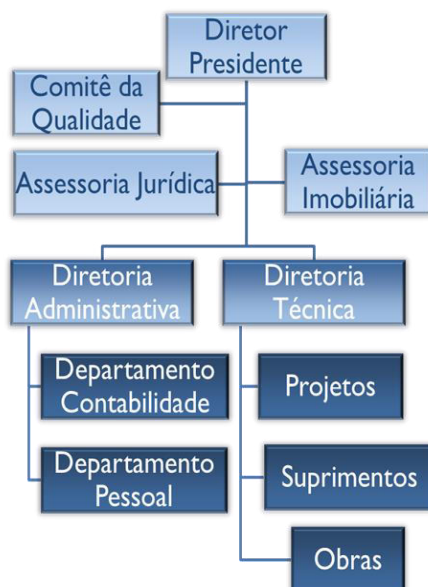 Diretor
Presidente
Comitê da
Qualidade
Assessoria Jurídica
Assessoria
Imobiliária
Diretoria
Administrativa
Diretoria
Técnica
Departamento
Contabilidade
Projetos
Departamento
Pessoal
Suprimentos
Obras